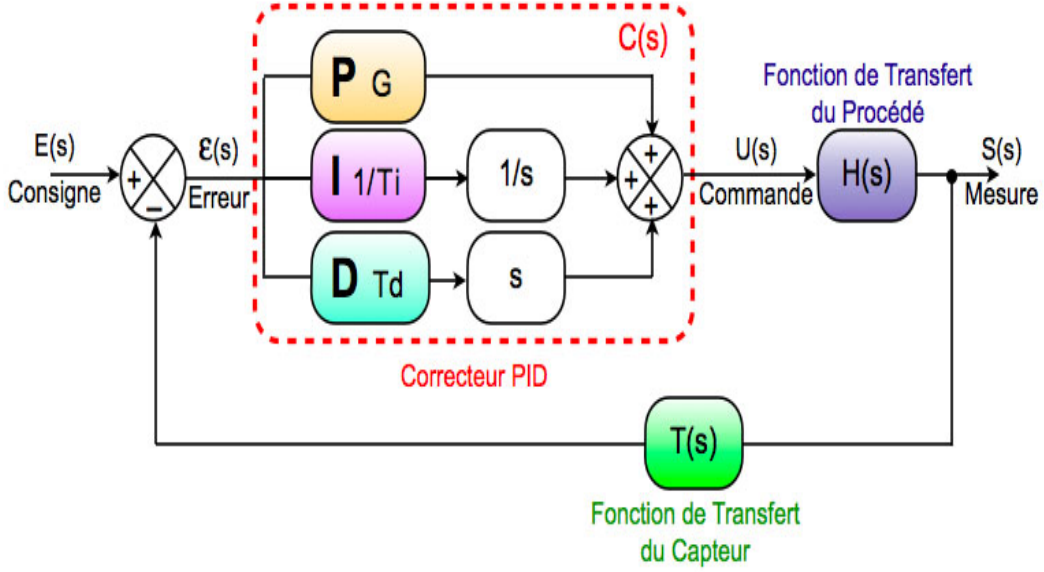 C(s)
P G
Fonction de Transfert
du Procédé
E(s)
Consigne
+
−
ε(s)
Erreur
I 1/Ti
1/s
+
+
+
U(s)
Commande
H(s)
S(s)
Mesure
D Td
s
Correcteur PID
T(s)
Fonction de Transfert
du Capteur